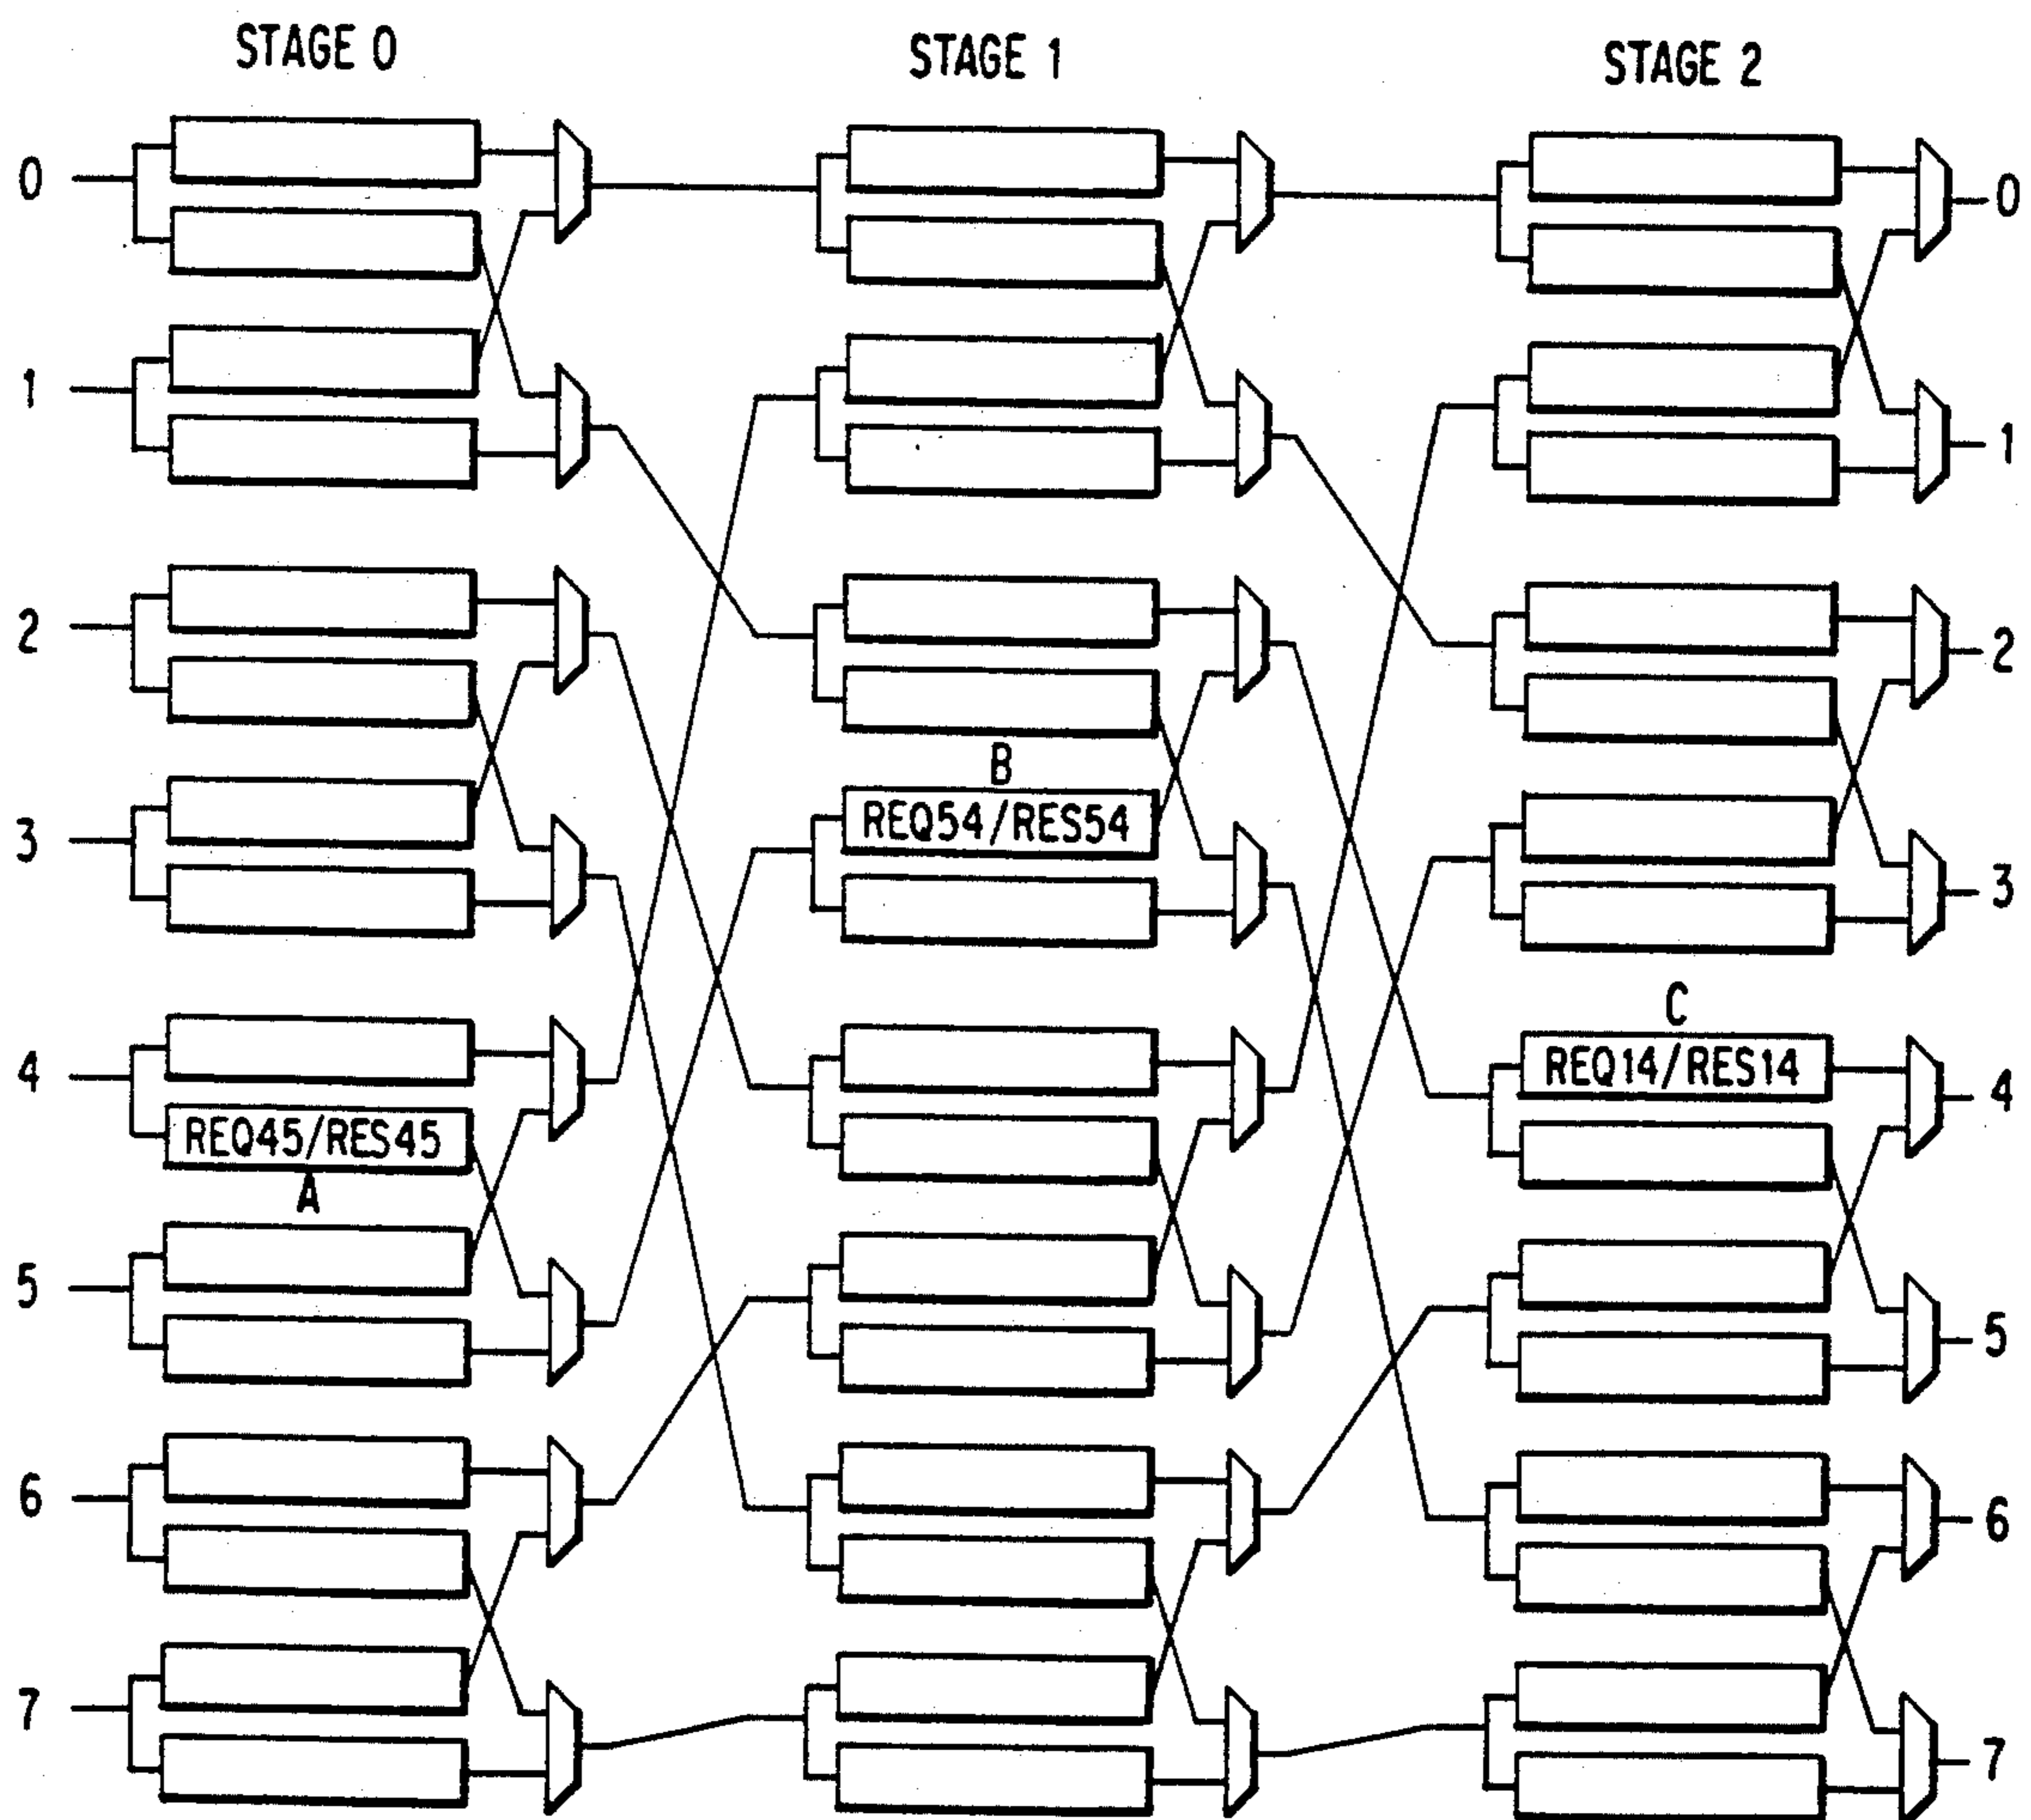 STAGE 0 STAGE 1 STAGE 2
0 0
1 1
2 2
B
3 REQ54/RES54 3
C
4 REQ14/RES14 4
REQ45/RES45
A
5 5
6 6
7 7